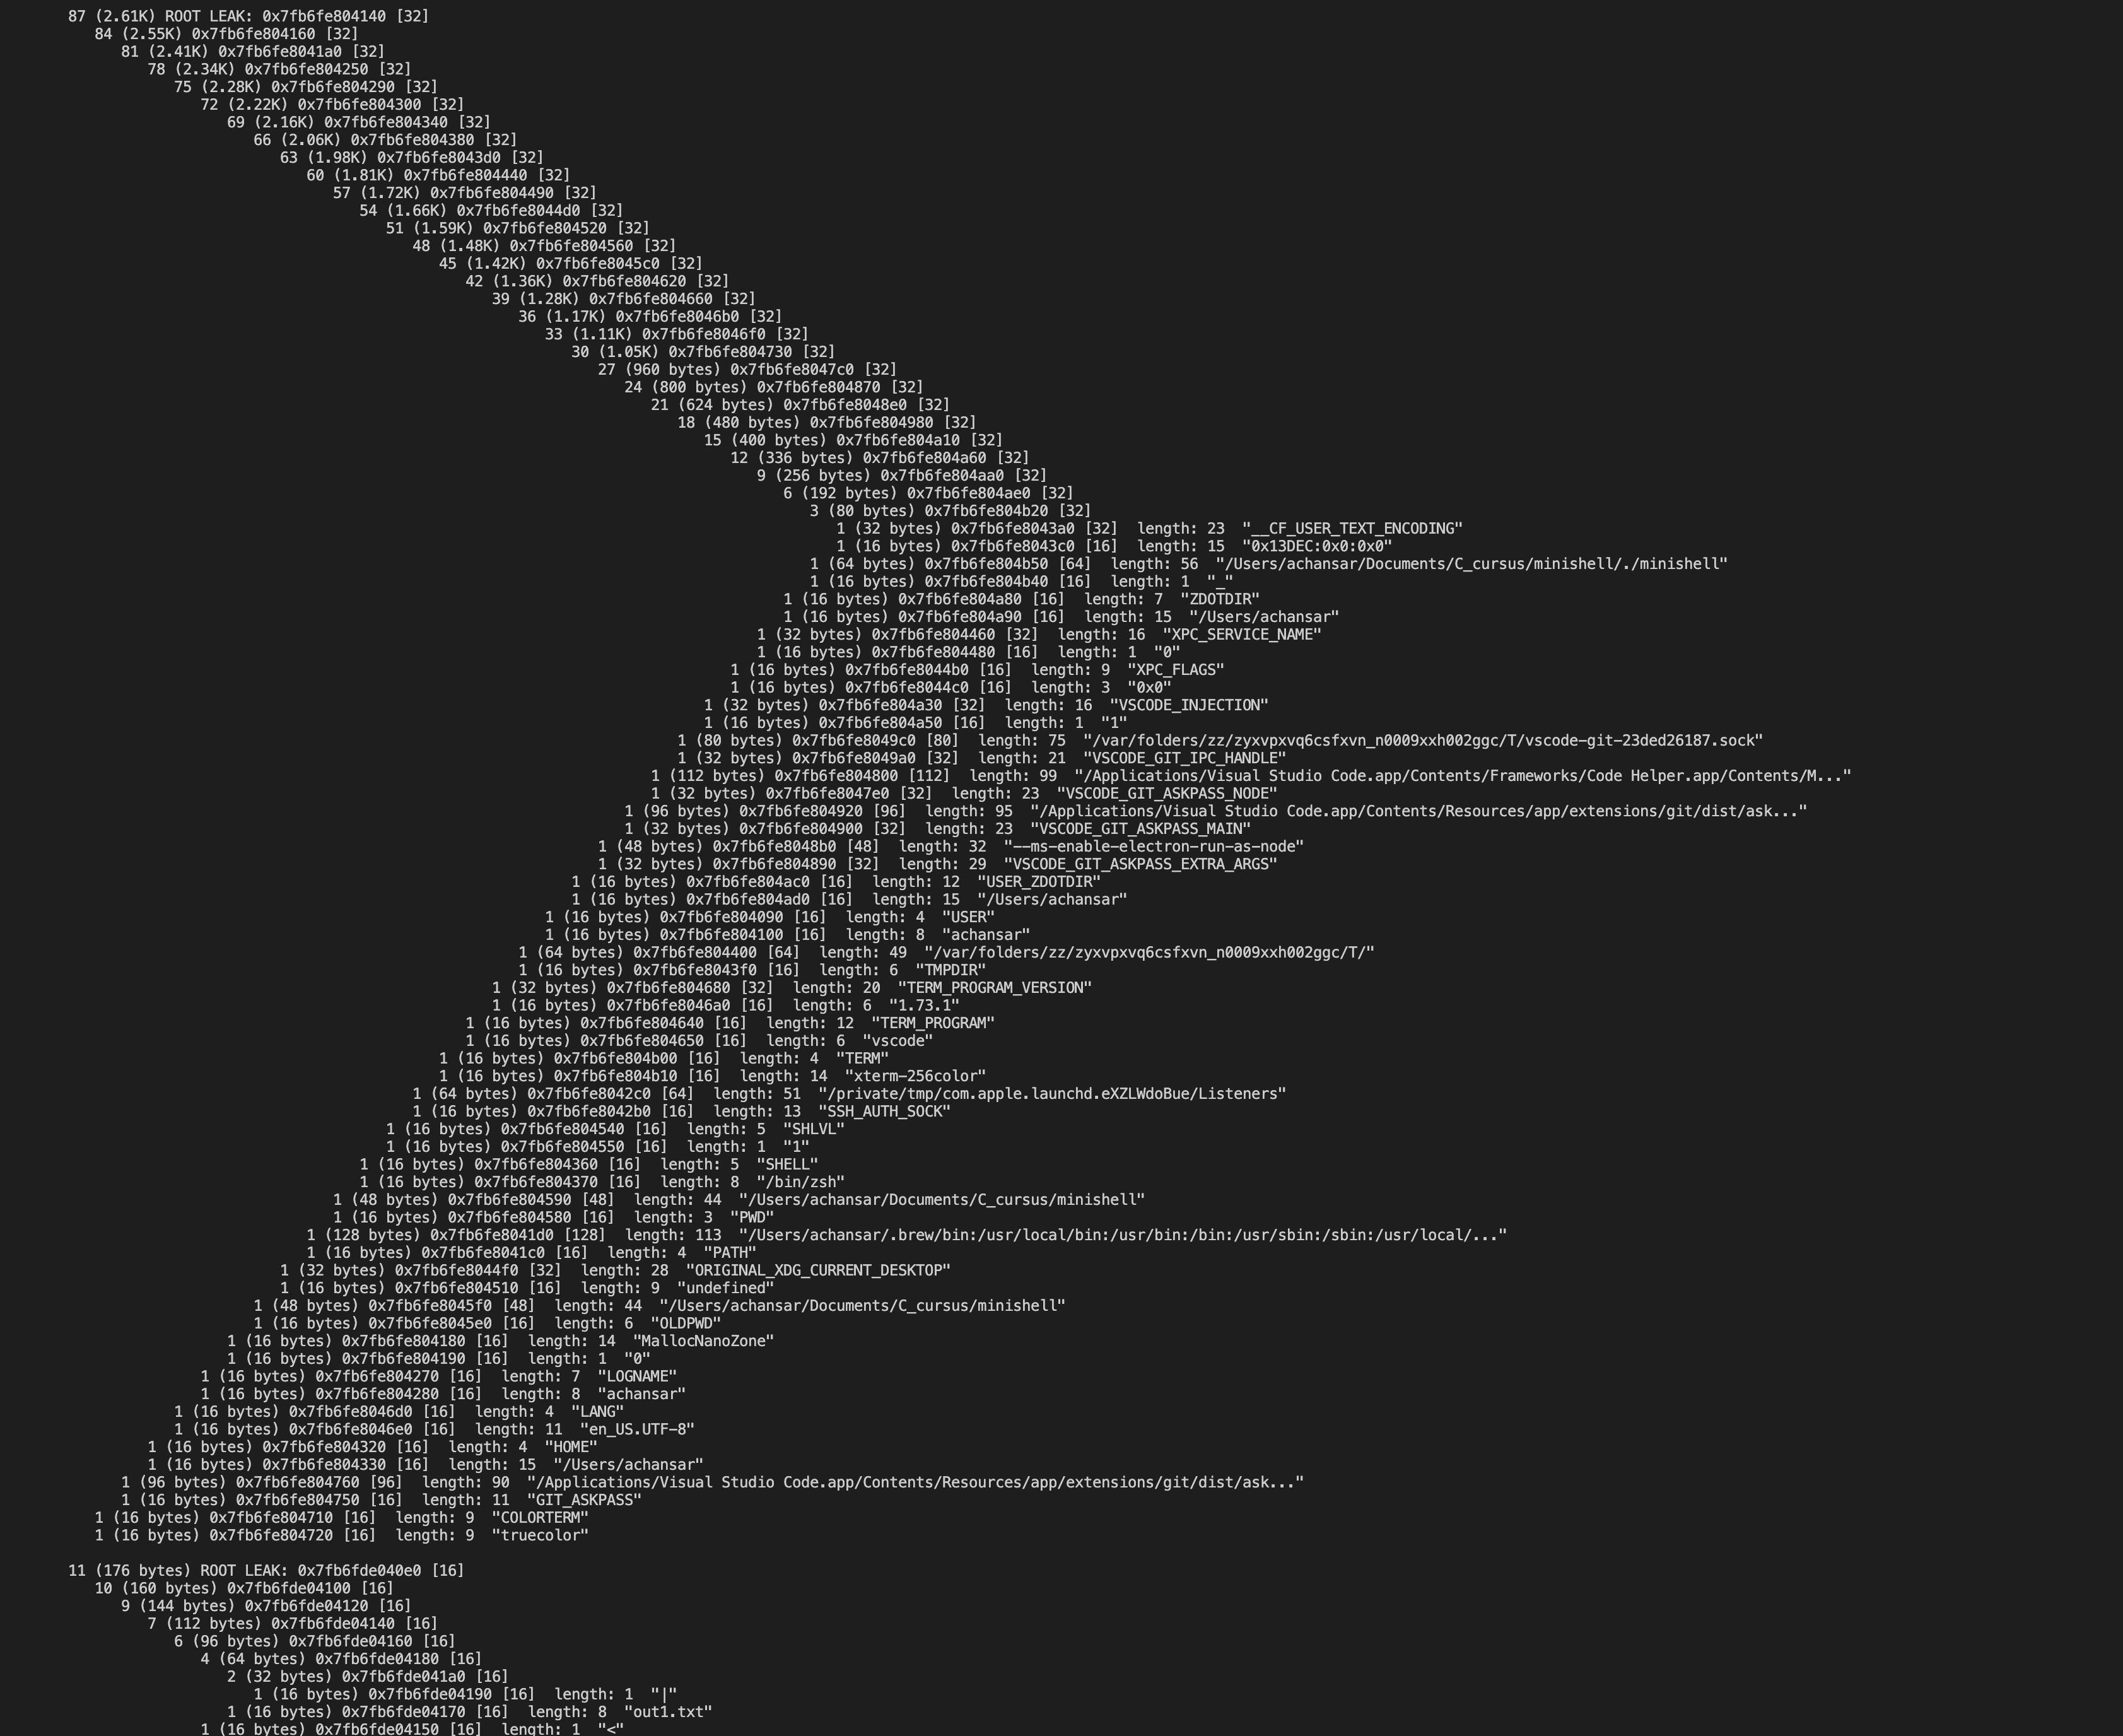 87 (2.61K) ROOT LEAK: 0x7fb6fe804140 [32]
84 (2.55K) 0x7fb6fe804160 [32]
81 (2.41K) 0x7fb6fe8041a0 [32]
78 (2.34K) 0x7fb6fe804250 [32]
75 (2.28K) 0x7fb6fe804290 [32]
72 (2.22K) 0x7fb6fe804300 [32]
69 (2.16K) 0x7fb6fe804340 [32]
66 (2.06K) 0x7fb6fe804380 [32]
63 (1.98K) 0x7fb6fe8043d0 [32]
60 (1.81K) 0x7fb6fe804440 [32]
57 (1.72K) 0x7fb6fe804490 [32]
54 (1.66K) 0x7fb6fe8044d0 [32]
51 (1.59K) 0x7fb6fe804520 [32]
48 (1.48K) 0x7fb6fe804560 [32]
45 (1.42K) 0x7fb6fe8045c0 [32]
42 (1.36K) 0x7fb6fe804620 [32]
39 (1.28K) 0x7fb6fe804660 [32]
36 (1.17K) 0x7fb6fe8046b0 [32]
33 (1.11K) 0x7fb6fe8046f0 [32]
30 (1.05K) 0x7fb6fe804730 [32]
27 (960 bytes) 0x7fb6fe8047c0 [32]
24 (800 bytes) 0x7fb6fe804870 [32]
21 (624 bytes) 0x7fb6fe8048e0 [32]
18 (480 bytes) 0x7fb6fe804980 [32]
15 (400 bytes) 0x7fb6fe804a10 [32]
12 (336 bytes) 0x7fb6fe804a60 [32]
9 (256 bytes) 0x7fb6fe804aa0 [32]
6 (192 bytes) 0x7fb6fe804ae0 [32]
3 (80 bytes) 0x7fb6fe804b20 [32]
1 (32 bytes) 0x7fb6fe8043a0 [32]  length: 23  "__CF_USER_TEXT_ENCODING"
1 (16 bytes) 0x7fb6fe8043c0 [16]  length: 15  "0x13DEC:0x0:0x0"
1 (64 bytes) 0x7fb6fe804b50 [64]  length: 56  "/Users/achansar/Documents/C_cursus/minishell/./minishell"
1 (16 bytes) 0x7fb6fe804b40 [16]  length: 1  "_"
1 (16 bytes) 0x7fb6fe804a80 [16]  length: 7  "ZDOTDIR"
1 (16 bytes) 0x7fb6fe804a90 [16]  length: 15  "/Users/achansar"
1 (32 bytes) 0x7fb6fe804460 [32]  length: 16  "XPC_SERVICE_NAME"
1 (16 bytes) 0x7fb6fe804480 [16]  length: 1  "0"
1 (16 bytes) 0x7fb6fe8044b0 [16]  length: 9  "XPC_FLAGS"
1 (16 bytes) 0x7fb6fe8044c0 [16]  length: 3  "0x0"
1 (32 bytes) 0x7fb6fe804a30 [32]  length: 16  "VSCODE_INJECTION"
1 (16 bytes) 0x7fb6fe804a50 [16]  length: 1  "1"
1 (80 bytes) 0x7fb6fe8049c0 [80]  length: 75  "/var/folders/zz/zyxvpxvq6csfxvn_n0009xxh002ggc/T/vscode-git-23ded26187.sock"
1 (32 bytes) 0x7fb6fe8049a0 [32]  length: 21  "VSCODE_GIT_IPC_HANDLE"
1 (112 bytes) 0x7fb6fe804800 [112]  length: 99  "/Applications/Visual Studio Code.app/Contents/Frameworks/Code Helper.app/Contents/M..."
1 (32 bytes) 0x7fb6fe8047e0 [32]  length: 23  "VSCODE_GIT_ASKPASS_NODE"
1 (96 bytes) 0x7fb6fe804920 [96]  length: 95  "/Applications/Visual Studio Code.app/Contents/Resources/app/extensions/git/dist/ask..."
1 (32 bytes) 0x7fb6fe804900 [32]  length: 23  "VSCODE_GIT_ASKPASS_MAIN"
1 (48 bytes) 0x7fb6fe8048b0 [48]  length: 32  "--ms-enable-electron-run-as-node"
1 (32 bytes) 0x7fb6fe804890 [32]  length: 29  "VSCODE_GIT_ASKPASS_EXTRA_ARGS"
1 (16 bytes) 0x7fb6fe804ac0 [16]  length: 12  "USER_ZDOTDIR"
1 (16 bytes) 0x7fb6fe804ad0 [16]  length: 15  "/Users/achansar"
1 (16 bytes) 0x7fb6fe804090 [16]  length: 4  "USER"
1 (16 bytes) 0x7fb6fe804100 [16]  length: 8  "achansar"
1 (64 bytes) 0x7fb6fe804400 [64]  length: 49  "/var/folders/zz/zyxvpxvq6csfxvn_n0009xxh002ggc/T/"
1 (16 bytes) 0x7fb6fe8043f0 [16]  length: 6  "TMPDIR"
1 (32 bytes) 0x7fb6fe804680 [32]  length: 20  "TERM_PROGRAM_VERSION"
1 (16 bytes) 0x7fb6fe8046a0 [16]  length: 6  "1.73.1"
1 (16 bytes) 0x7fb6fe804640 [16]  length: 12  "TERM_PROGRAM"
1 (16 bytes) 0x7fb6fe804650 [16]  length: 6  "vscode"
1 (16 bytes) 0x7fb6fe804b00 [16]  length: 4  "TERM"
1 (16 bytes) 0x7fb6fe804b10 [16]  length: 14  "xterm-256color"
1 (64 bytes) 0x7fb6fe8042c0 [64]  length: 51  "/private/tmp/com.apple.launchd.eXZLWdoBue/Listeners"
1 (16 bytes) 0x7fb6fe8042b0 [16]  length: 13  "SSH_AUTH_SOCK"
1 (16 bytes) 0x7fb6fe804540 [16]  length: 5  "SHLVL"
1 (16 bytes) 0x7fb6fe804550 [16]  length: 1  "1"
1 (16 bytes) 0x7fb6fe804360 [16]  length: 5  "SHELL"
1 (16 bytes) 0x7fb6fe804370 [16]  length: 8  "/bin/zsh"
1 (48 bytes) 0x7fb6fe804590 [48]  length: 44  "/Users/achansar/Documents/C_cursus/minishell"
1 (16 bytes) 0x7fb6fe804580 [16]  length: 3  "PWD"
1 (128 bytes) 0x7fb6fe8041d0 [128]  length: 113  "/Users/achansar/.brew/bin:/usr/local/bin:/usr/bin:/bin:/usr/sbin:/sbin:/usr/local/..."
1 (16 bytes) 0x7fb6fe8041c0 [16]  length: 4  "PATH"
1 (32 bytes) 0x7fb6fe8044f0 [32]  length: 28  "ORIGINAL_XDG_CURRENT_DESKTOP"
1 (16 bytes) 0x7fb6fe804510 [16]  length: 9  "undefined"
1 (48 bytes) 0x7fb6fe8045f0 [48]  length: 44  "/Users/achansar/Documents/C_cursus/minishell"
1 (16 bytes) 0x7fb6fe8045e0 [16]  length: 6  "OLDPWD"
1 (16 bytes) 0x7fb6fe804180 [16]  length: 14  "MallocNanoZone"
1 (16 bytes) 0x7fb6fe804190 [16]  length: 1  "0"
1 (16 bytes) 0x7fb6fe804270 [16]  length: 7  "LOGNAME"
1 (16 bytes) 0x7fb6fe804280 [16]  length: 8  "achansar"
1 (16 bytes) 0x7fb6fe8046d0 [16]  length: 4  "LANG"
1 (16 bytes) 0x7fb6fe8046e0 [16]  length: 11  "en_US.UTF-8"
1 (16 bytes) 0x7fb6fe804320 [16]  length: 4  "HOME"
1 (16 bytes) 0x7fb6fe804330 [16]  length: 15  "/Users/achansar"
1 (96 bytes) 0x7fb6fe804760 [96]  length: 90  "/Applications/Visual Studio Code.app/Contents/Resources/app/extensions/git/dist/ask..."
1 (16 bytes) 0x7fb6fe804750 [16]  length: 11  "GIT_ASKPASS"
1 (16 bytes) 0x7fb6fe804710 [16]  length: 9  "COLORTERM"
1 (16 bytes) 0x7fb6fe804720 [16]  length: 9  "truecolor"
11 (176 bytes) ROOT LEAK: 0x7fb6fde040e0 [16]
10 (160 bytes) 0x7fb6fde04100 [16]
9 (144 bytes) 0x7fb6fde04120 [16]
7 (112 bytes) 0x7fb6fde04140 [16]
6 (96 bytes) 0x7fb6fde04160 [16]
4 (64 bytes) 0x7fb6fde04180 [16]
2 (32 bytes) 0x7fb6fde041a0 [16]
1 (16 bytes) 0x7fb6fde04190 [16]  length: 1  "|"
1 (16 bytes) 0x7fb6fde04170 [16]  length: 8  "out1.txt"
1 (16 bytes) 0x7fb6fde04150 [16]  length: 1  "<"